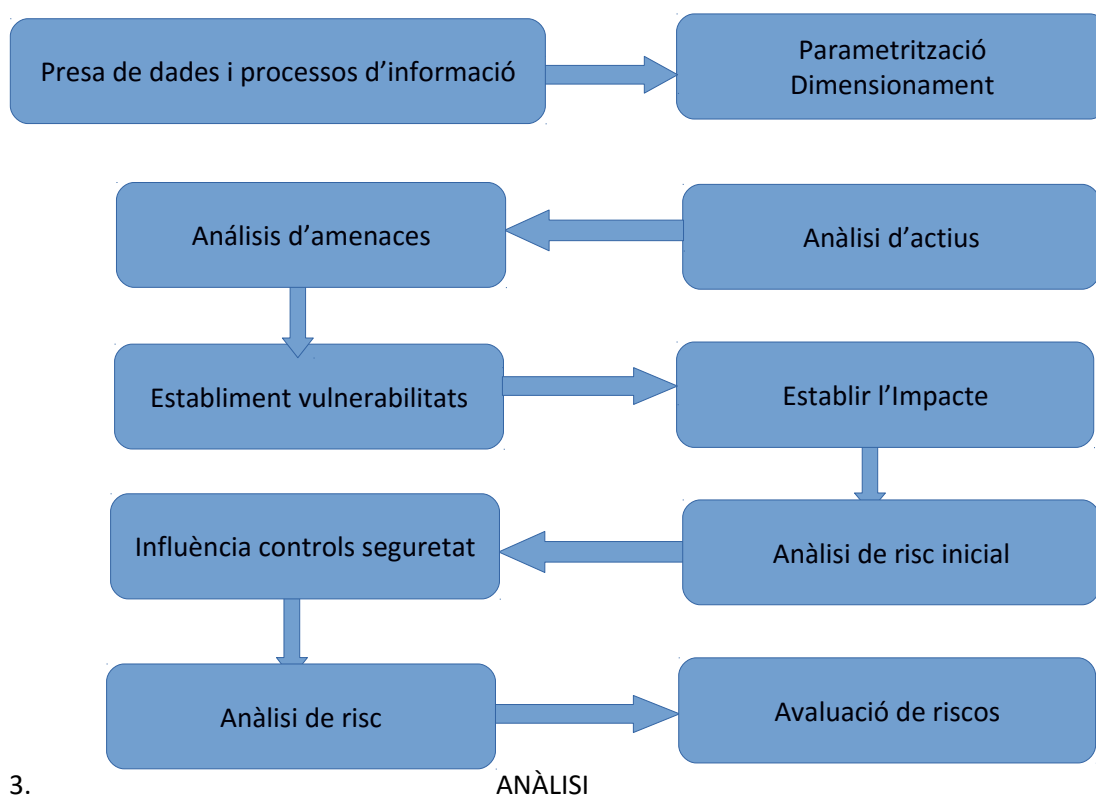 Presa de dades i processos d’informació
Parametrització
Dimensionament
Análisis d’amenaces
Anàlisi d’actius
Establiment vulnerabilitats
Establir l’Impacte
Influència controls seguretat
Anàlisi de risc inicial
Anàlisi de risc
Avaluació de riscos
3. ANÀLISI